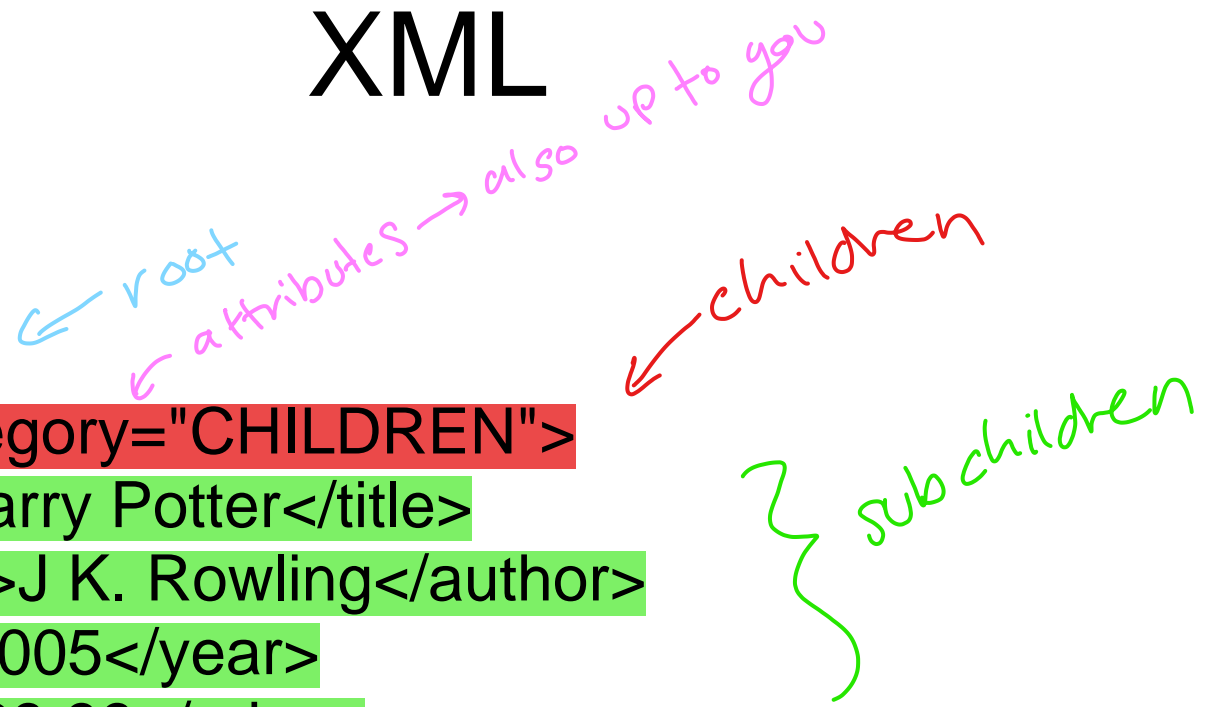 XML
attributes → also up to you
root
children
egory="CHILDREN">
arry Potter</title>
>J K. Rowling</author>
005</year>
subchildren